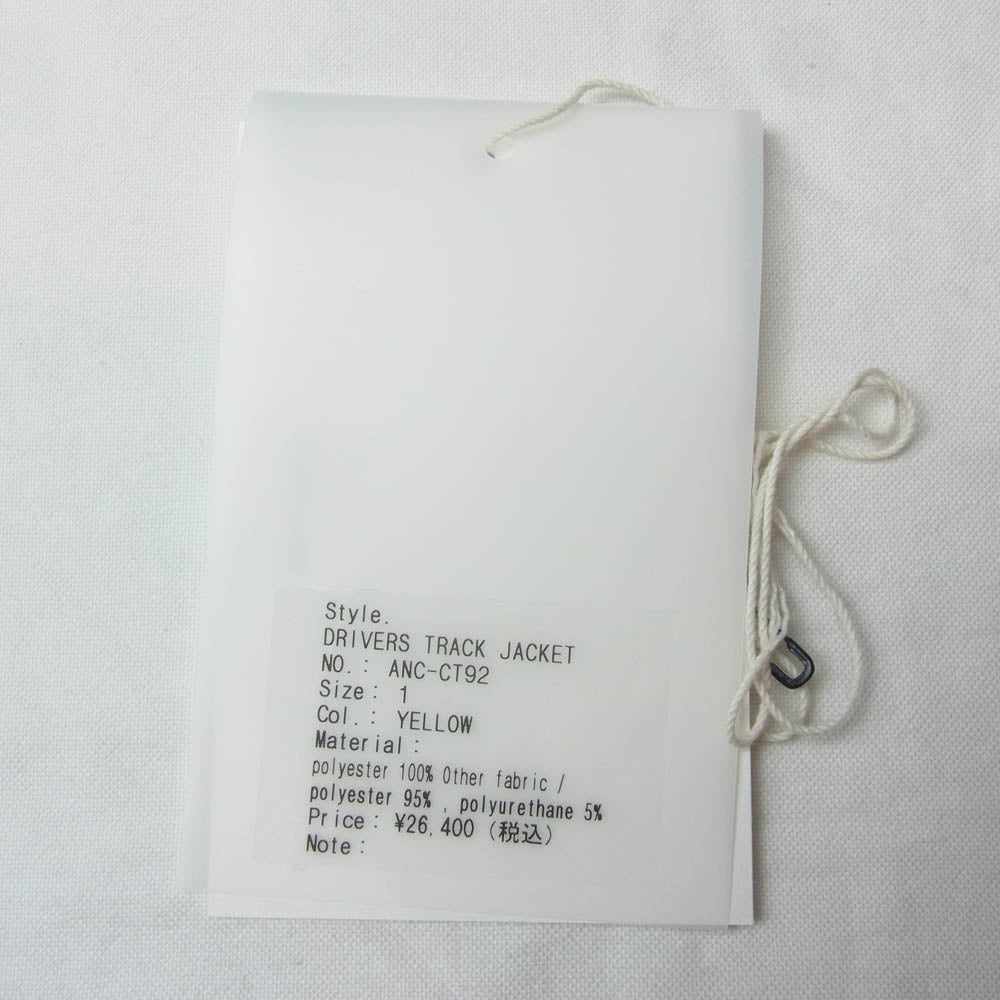 Style.
DRIVERS TRACK JACKET
NO.: ANC-CT92
Size: 1
Col.: YELLOW
Material:
polyester 100% Other fabric /
polyester 95% , polyurethane 5%
Price: ¥26,400 (税込)
Note: